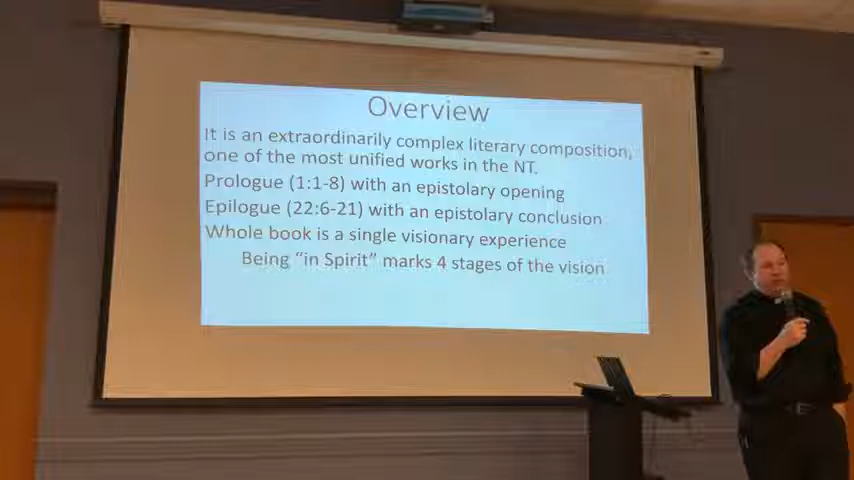 Overview
It is an extraordinarily complex literary composition,
one of the most unified works in the NT.
Prologue (1:1-8) with an epistolary opening
Epilogue (22:6-21) with an epistolary conclusion
Whole book is a single visionary experience
Being “in Spirit” marks 4 stages of the vision